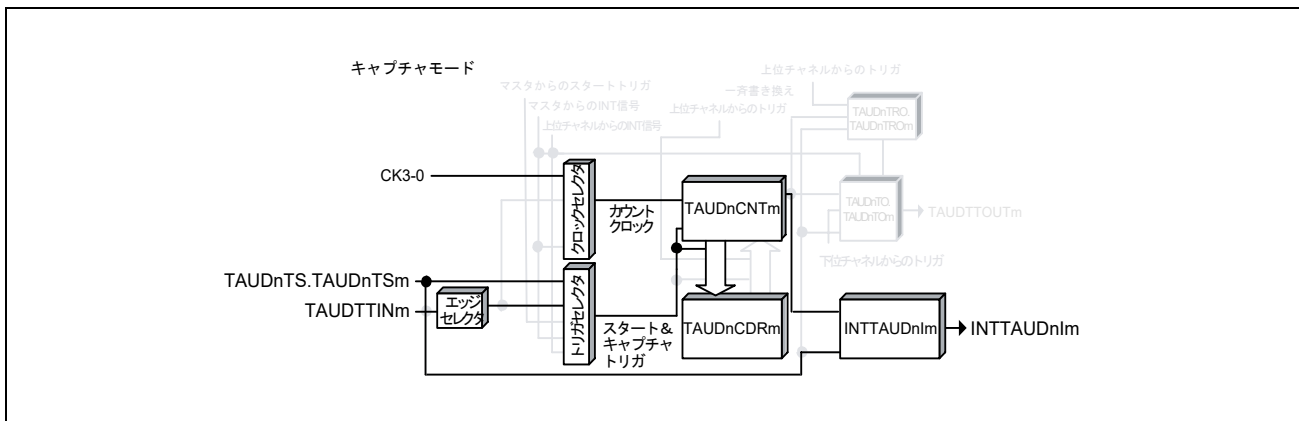 キャプチャモード
上位チャネルからのトリガ
マスタからのスタートトリガ
一斉書き換え
マスタからのINT信号
上位チャネルからのトリガ
上位チャネルからのINT信号
TAUDnTRO.
TAUDnTROm
CK3-0
クロックセレクタ
カウント
クロック
TAUDnCNTm
TAUDnTO.
TAUDnTOm
TAUDTTOUTm
下位チャネルからのトリガ
TAUDnTS.TAUDnTSm
TAUDTTINm
エッジ
セレクタ
トリガセレクタ
スタート&
キャプチャ
トリガ
TAUDnCDRm
INTTAUDnIm
INTTAUDnIm